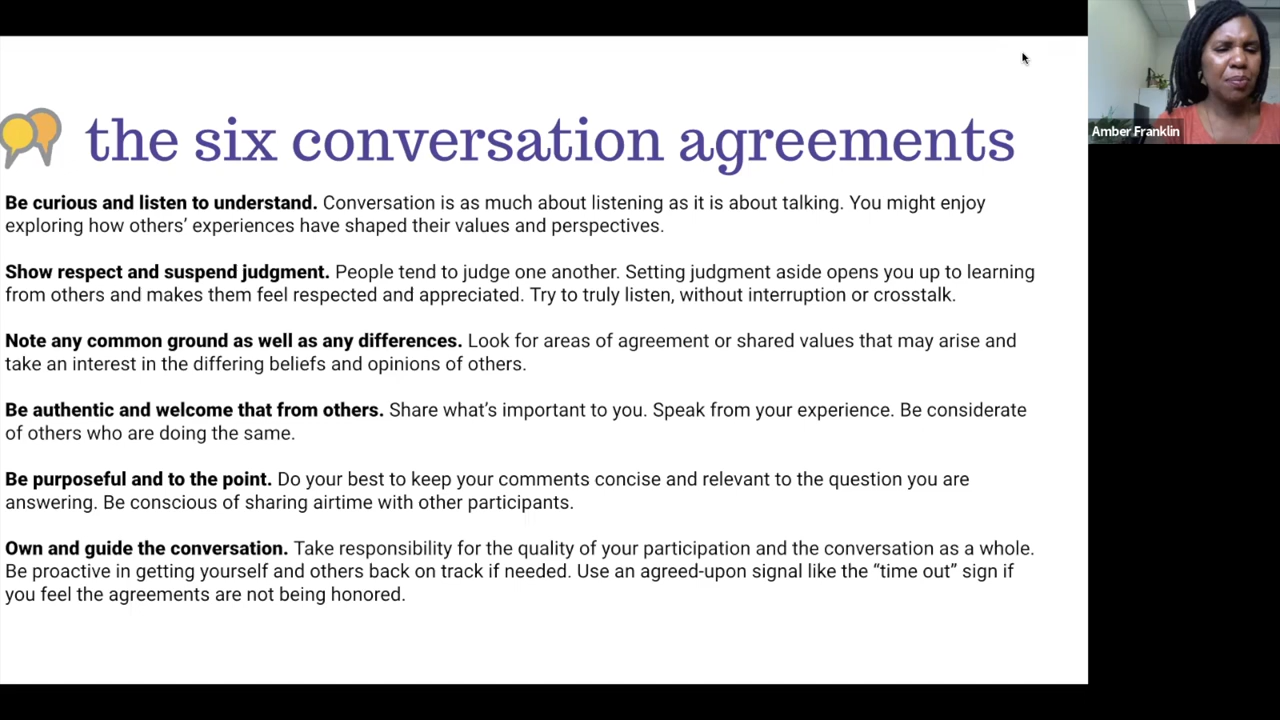 the six conversation agreements
Amber Franklin
Be curious and listen to understand. Conversation is as much about listening as it is about talking. You might enjoy
exploring how others’ experiences have shaped their values and perspectives.
Show respect and suspend judgment. People tend to judge one another. Setting judgment aside opens you up to learning
from others and makes them feel respected and appreciated. Try to truly listen, without interruption or crosstalk.
Note any common ground as well as any differences. Look for areas of agreement or shared values that may arise and
take an interest in the differing beliefs and opinions of others.
Be authentic and welcome that from others. Share what’s important to you. Speak from your experience. Be considerate
of others who are doing the same.
Be purposeful and to the point. Do your best to keep your comments concise and relevant to the question you are
answering. Be conscious of sharing airtime with other participants.
Own and guide the conversation. Take responsibility for the quality of your participation and the conversation as a whole.
Be proactive in getting yourself and others back on track if needed. Use an agreed-upon signal like the “time out” sign if
you feel the agreements are not being honored.